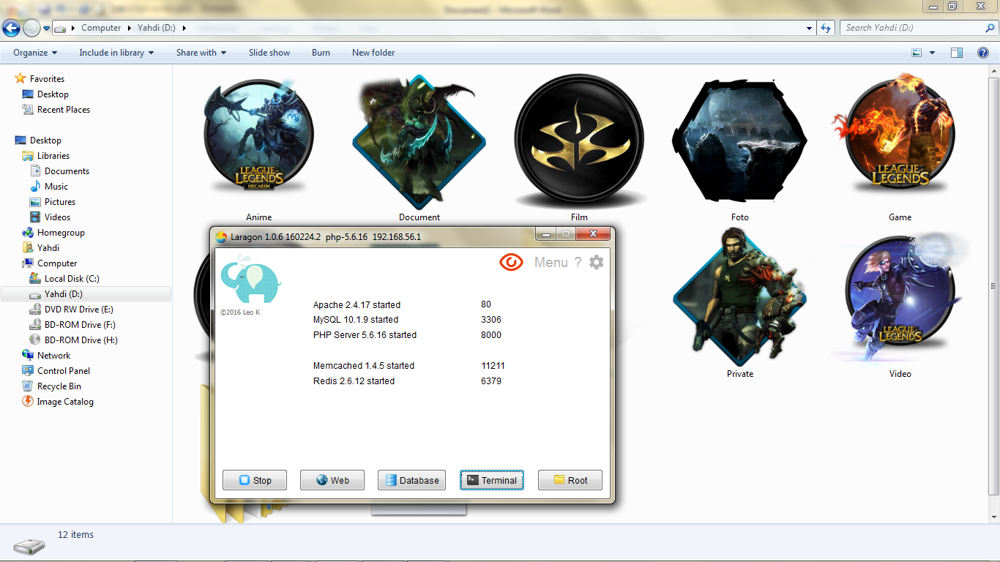 Computer ▸ Yahdi (D:) ▸
Search Yahdi (D:)
Organize
Include in library
Share with
Slide show
Burn
New folder
Favorites
Desktop
Recent Places
Desktop
Libraries
Documents
Music
Pictures
Videos
Homegroup
Yahdi
Computer
Local Disk (C:)
Yahdi (D:)
DVD RW Drive (E:)
BD-ROM Drive (F:)
BD-ROM Drive (H:)
Network
Control Panel
Recycle Bin
Image Catalog
LEAGUE OF LEGENDS
HECARIM
LEAGUE OF LEGENDS
Anime
Document
Film
Foto
Game
LEAGUE OF LEGENDS
Private
Video
Laragon 1.0.6 160224.2 php-5.6.16 192.168.56.1
Menu ?
©2016 Leo K
Apache 2.4.17 started 80
MySQL 10.1.9 started 3306
PHP Server 5.6.16 started 8000
Memcached 1.4.5 started 11211
Redis 2.6.12 started 6379
Stop
Web
Database
Terminal
Root
12 items